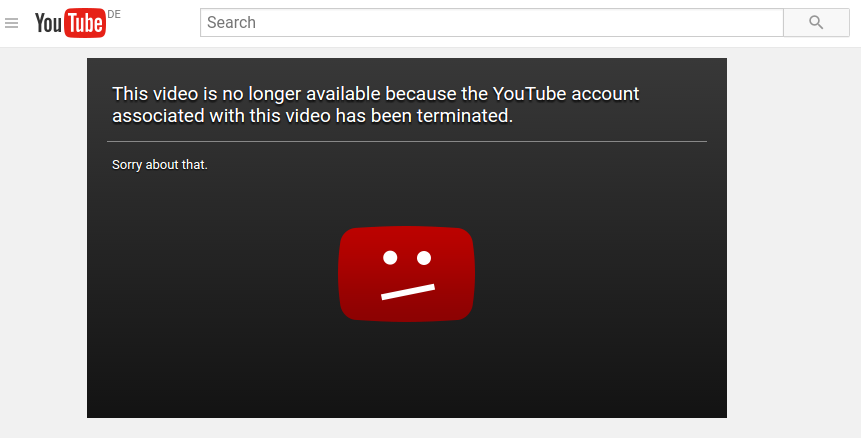 YouTube DE
Search
This video is no longer available because the YouTube account
associated with this video has been terminated.
Sorry about that.